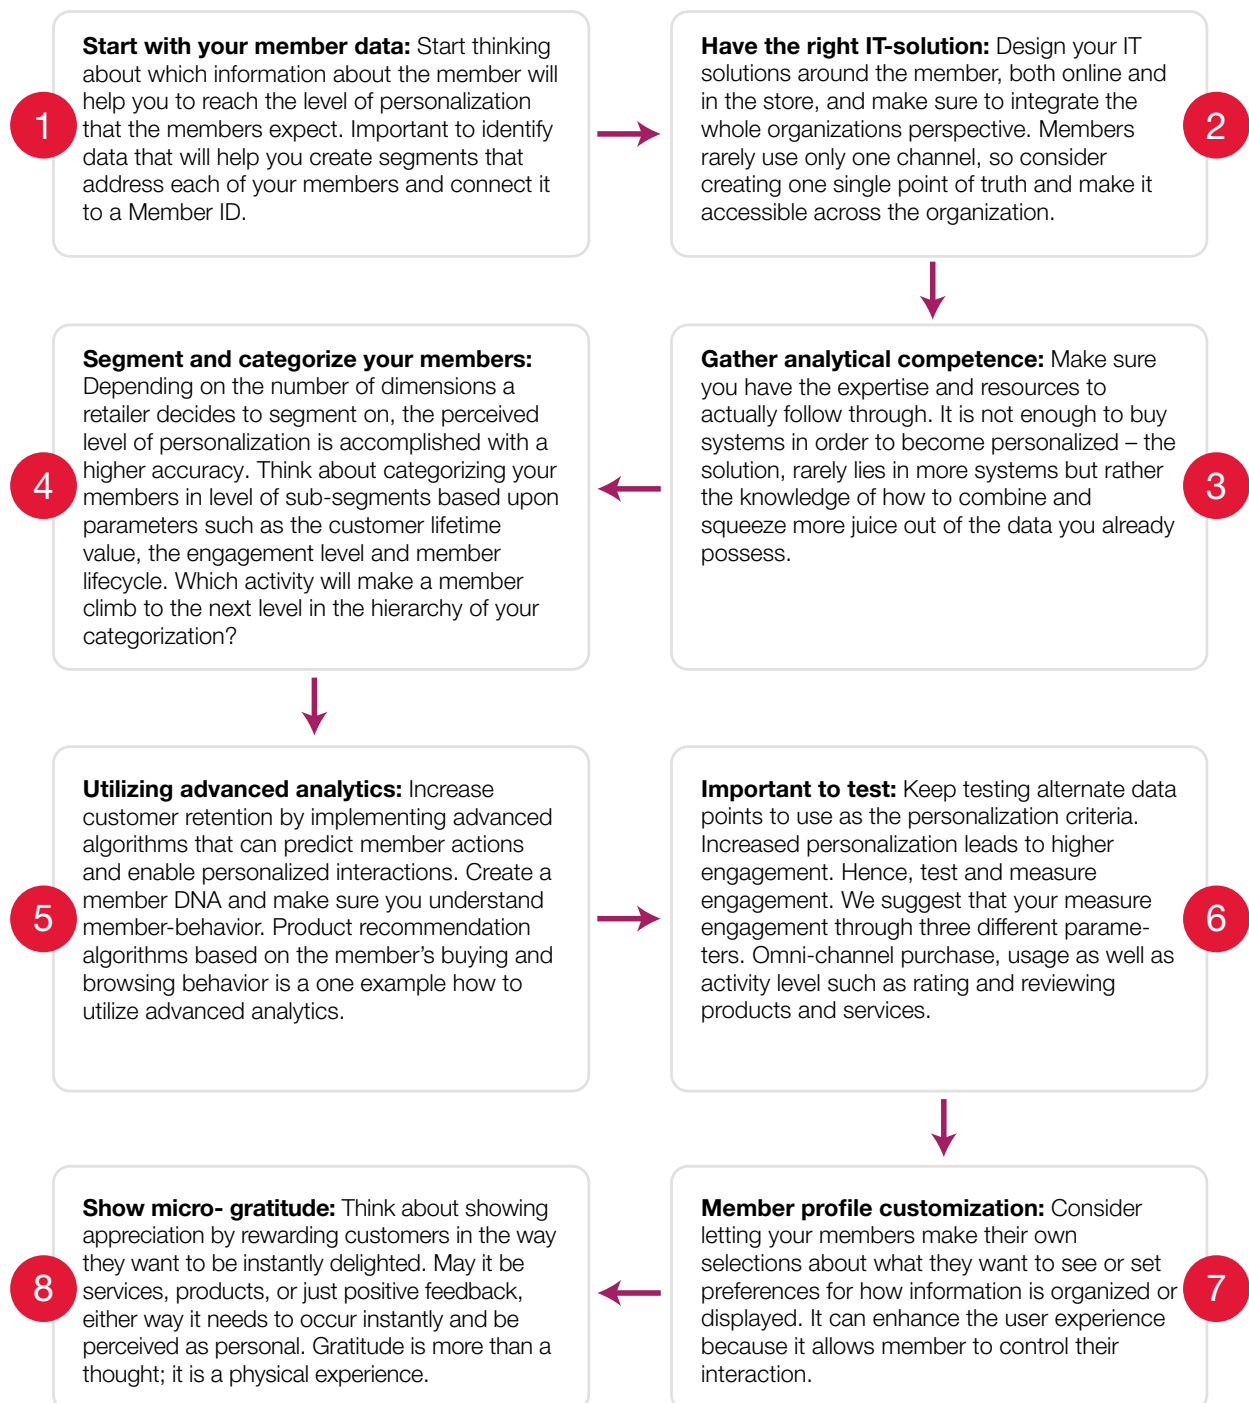 1
Start with your member data: Start thinking
about which information about the member will
help you to reach the level of personalization
that the members expect. Important to identify
data that will help you create segments that
address each of your members and connect it
to a Member ID.
2
Have the right IT-solution: Design your IT
solutions around the member, both online and
in the store, and make sure to integrate the
whole organizations perspective. Members
rarely use only one channel, so consider
creating one single point of truth and make it
accessible across the organization.
3
Gather analytical competence: Make sure
you have the expertise and resources to
actually follow through. It is not enough to buy
systems in order to become personalized – the
solution, rarely lies in more systems but rather
the knowledge of how to combine and
squeeze more juice out of the data you already
possess.
4
Segment and categorize your members:
Depending on the number of dimensions a
retailer decides to segment on, the perceived
level of personalization is accomplished with a
higher accuracy. Think about categorizing your
members in level of sub-segments based upon
parameters such as the customer lifetime
value, the engagement level and member
lifecycle. Which activity will make a member
climb to the next level in the hierarchy of your
categorization?
5
Utilizing advanced analytics: Increase
customer retention by implementing advanced
algorithms that can predict member actions
and enable personalized interactions. Create a
member DNA and make sure you understand
member-behavior. Product recommendation
algorithms based on the member's buying and
browsing behavior is a one example how to
utilize advanced analytics.
6
Important to test: Keep testing alternate data
points to use as the personalization criteria.
Increased personalization leads to higher
engagement. Hence, test and measure
engagement. We suggest that your measure
engagement through three different parame-
ters. Omni-channel purchase, usage as well as
activity level such as rating and reviewing
products and services.
7
Member profile customization: Consider
letting your members make their own
selections about what they want to see or set
preferences for how information is organized or
displayed. It can enhance the user experience
because it allows member to control their
interaction.
8
Show micro- gratitude: Think about showing
appreciation by rewarding customers in the way
they want to be instantly delighted. May it be
services, products, or just positive feedback,
either way it needs to occur instantly and be
perceived as personal. Gratitude is more than a
thought; it is a physical experience.